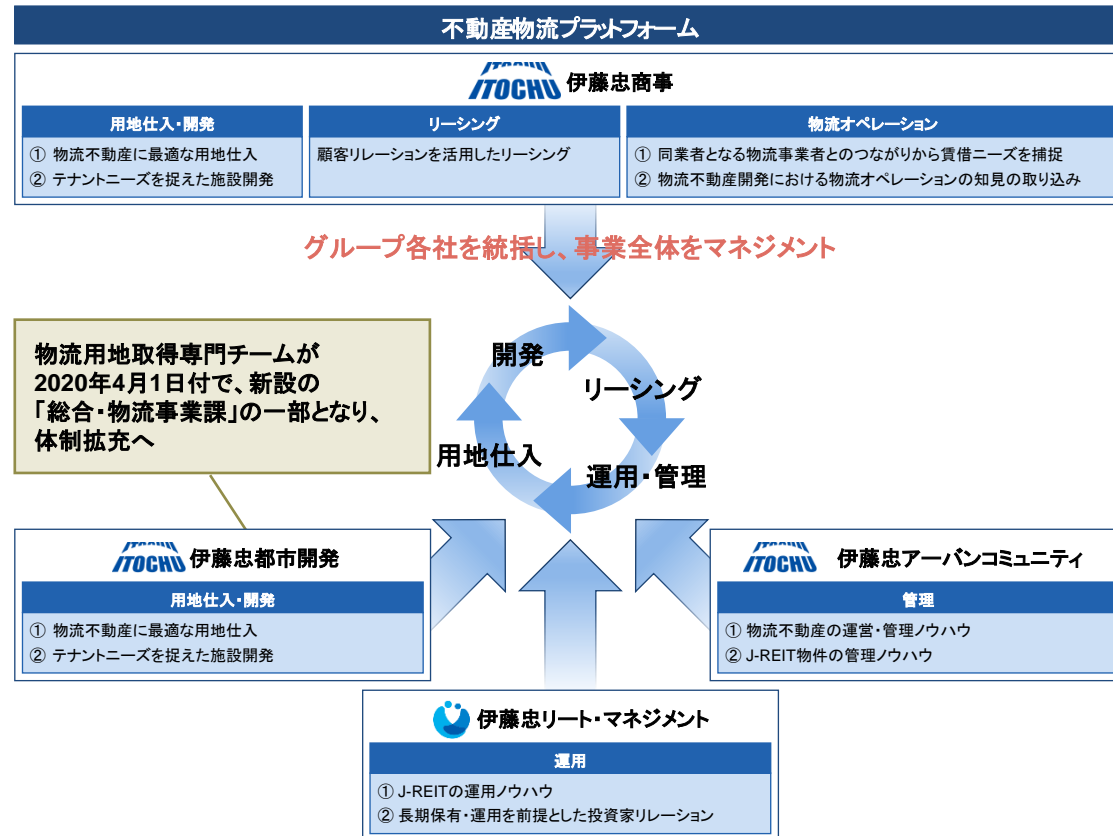 不動産物流プラットフォーム
ITOCHU 伊藤忠商事
用地仕入・開発
① 物流不動産に最適な用地仕入
② テナントニーズを捉えた施設開発
リーシング
顧客リレーションを活用したリーシング
物流オペレーション
① 同業者となる物流事業者とのつながりから賃借ニーズを捕捉
② 物流不動産開発における物流オペレーションの知見の取り込み
グループ各社を統括し、事業全体をマネジメント
開発
リーシング
用地仕入
運用・管理
物流用地取得専門チームが
2020年4月1日付で、新設の
「総合・物流事業課」の一部となり、
体制拡充へ
ITOCHU 伊藤忠都市開発
用地仕入・開発
① 物流不動産に最適な用地仕入
② テナントニーズを捉えた施設開発
ITOCHU 伊藤忠アーバンコミュニティ
管理
① 物流不動産の運営・管理ノウハウ
② J-REIT物件の管理ノウハウ
伊藤忠リート・マネジメント
運用
① J-REITの運用ノウハウ
② 長期保有・運用を前提とした投資家リレーション